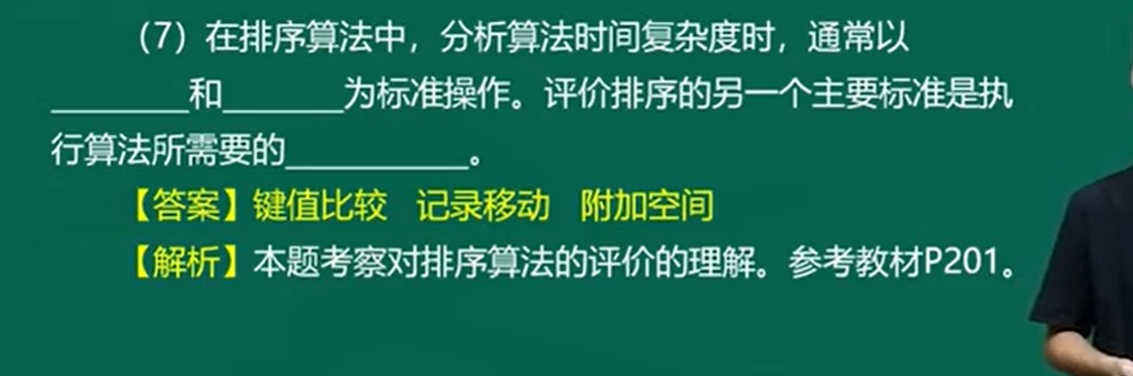 （7）在排序算法中，分析算法时间复杂度时，通常以
________和_______为标准操作。评价排序的另一个主要标准是执
行算法所需要的___________。
【答案】键值比较 记录移动 附加空间
【解析】本题考察对排序算法的评价的理解。参考教材P201。